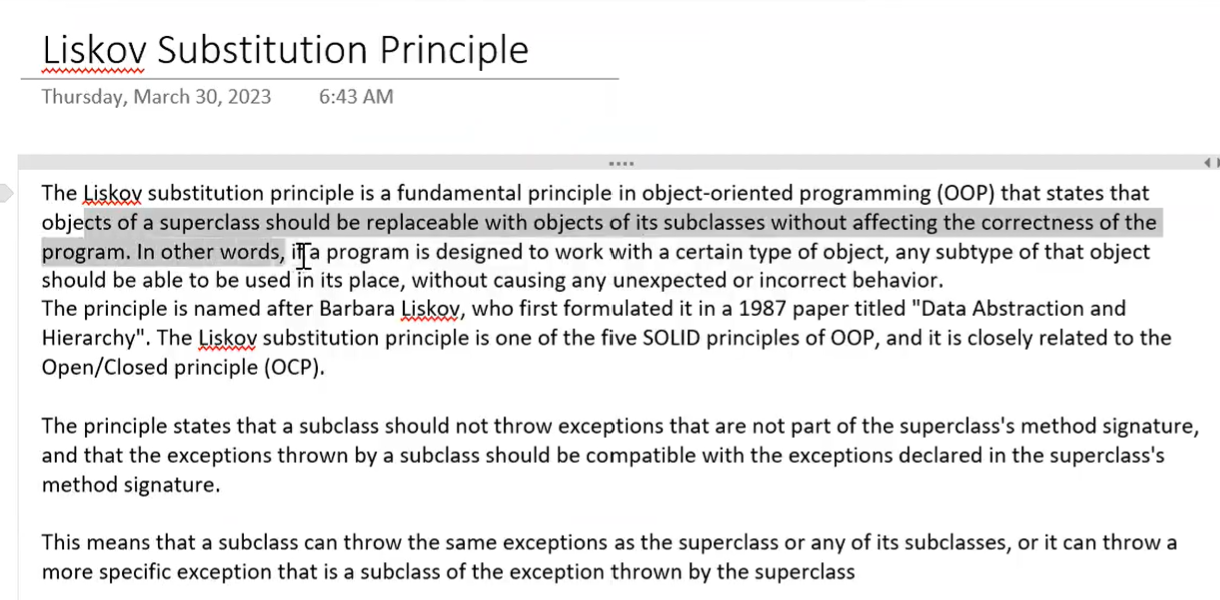 Liskov Substitution Principle
Thursday, March 30, 2023 6:43 AM
The Liskov substitution principle is a fundamental principle in object-oriented programming (OOP) that states that
objects of a superclass should be replaceable with objects of its subclasses without affecting the correctness of the
program. In other words, if a program is designed to work with a certain type of object, any subtype of that object
should be able to be used in its place, without causing any unexpected or incorrect behavior.
The principle is named after Barbara Liskov, who first formulated it in a 1987 paper titled "Data Abstraction and
Hierarchy". The Liskov substitution principle is one of the five SOLID principles of OOP, and it is closely related to the
Open/Closed principle (OCP).
The principle states that a subclass should not throw exceptions that are not part of the superclass's method signature,
and that the exceptions thrown by a subclass should be compatible with the exceptions declared in the superclass's
method signature.
This means that a subclass can throw the same exceptions as the superclass or any of its subclasses, or it can throw a
more specific exception that is a subclass of the exception thrown by the superclass